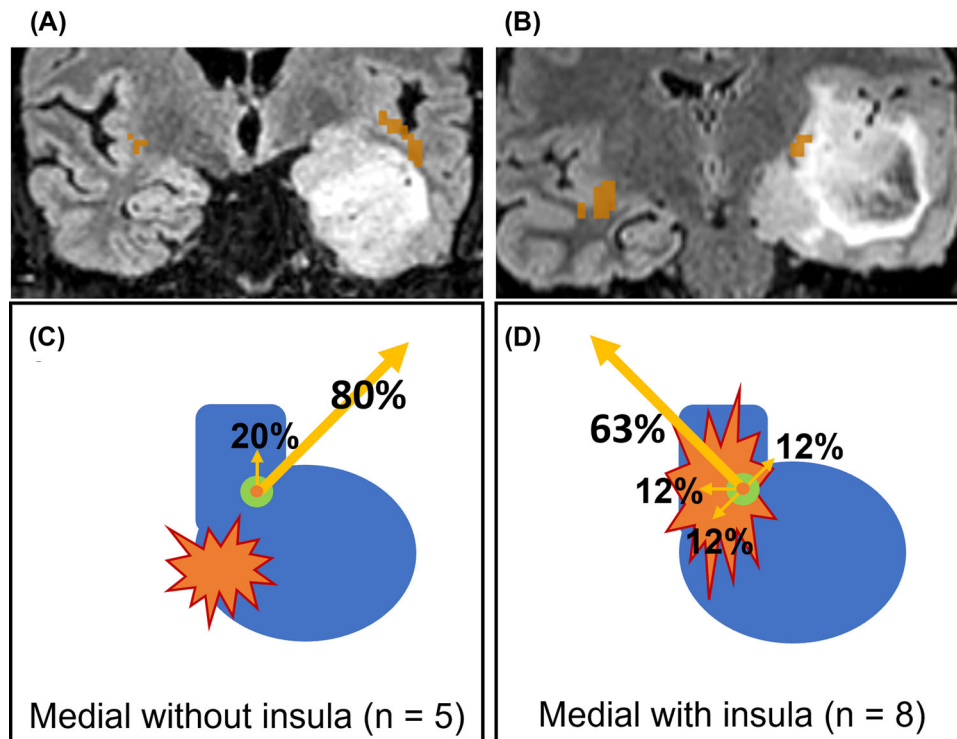 (A)
(B)
(C)
80%
20%
Medial without insula (n = 5)
(D)
63%
12%
12%
12%
Medial with insula (n = 8)